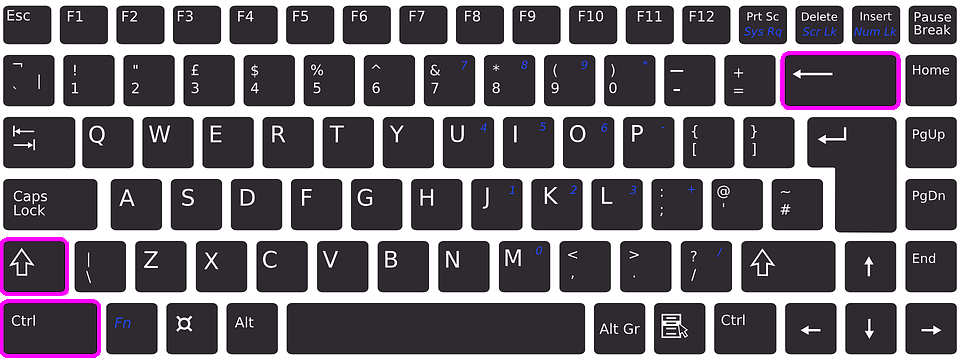 Esc F1 F2 F3 F4 F5 F6 F7 F8 F9 F10 F11 F12 Prt Sc Delete Insert Pause
Sys Rq Scr Lk Num Lk Break
¬ | ! " £ $ % ^ & 7 * 8 ( 9 ) * — + Home
` 1 2 3 4 5 6 7 8 9 0 - =
Q W E R T Y U 4 I 5 O 6 P - { } PgUp
[ ]
Caps A S D F G H J 1 K 2 L 3 : + @ ~ PgDn
Lock ; ' #
| Z X C V B N M 0 < > ? / End
\ , . /
Ctrl Fn Alt Alt Gr Ctrl